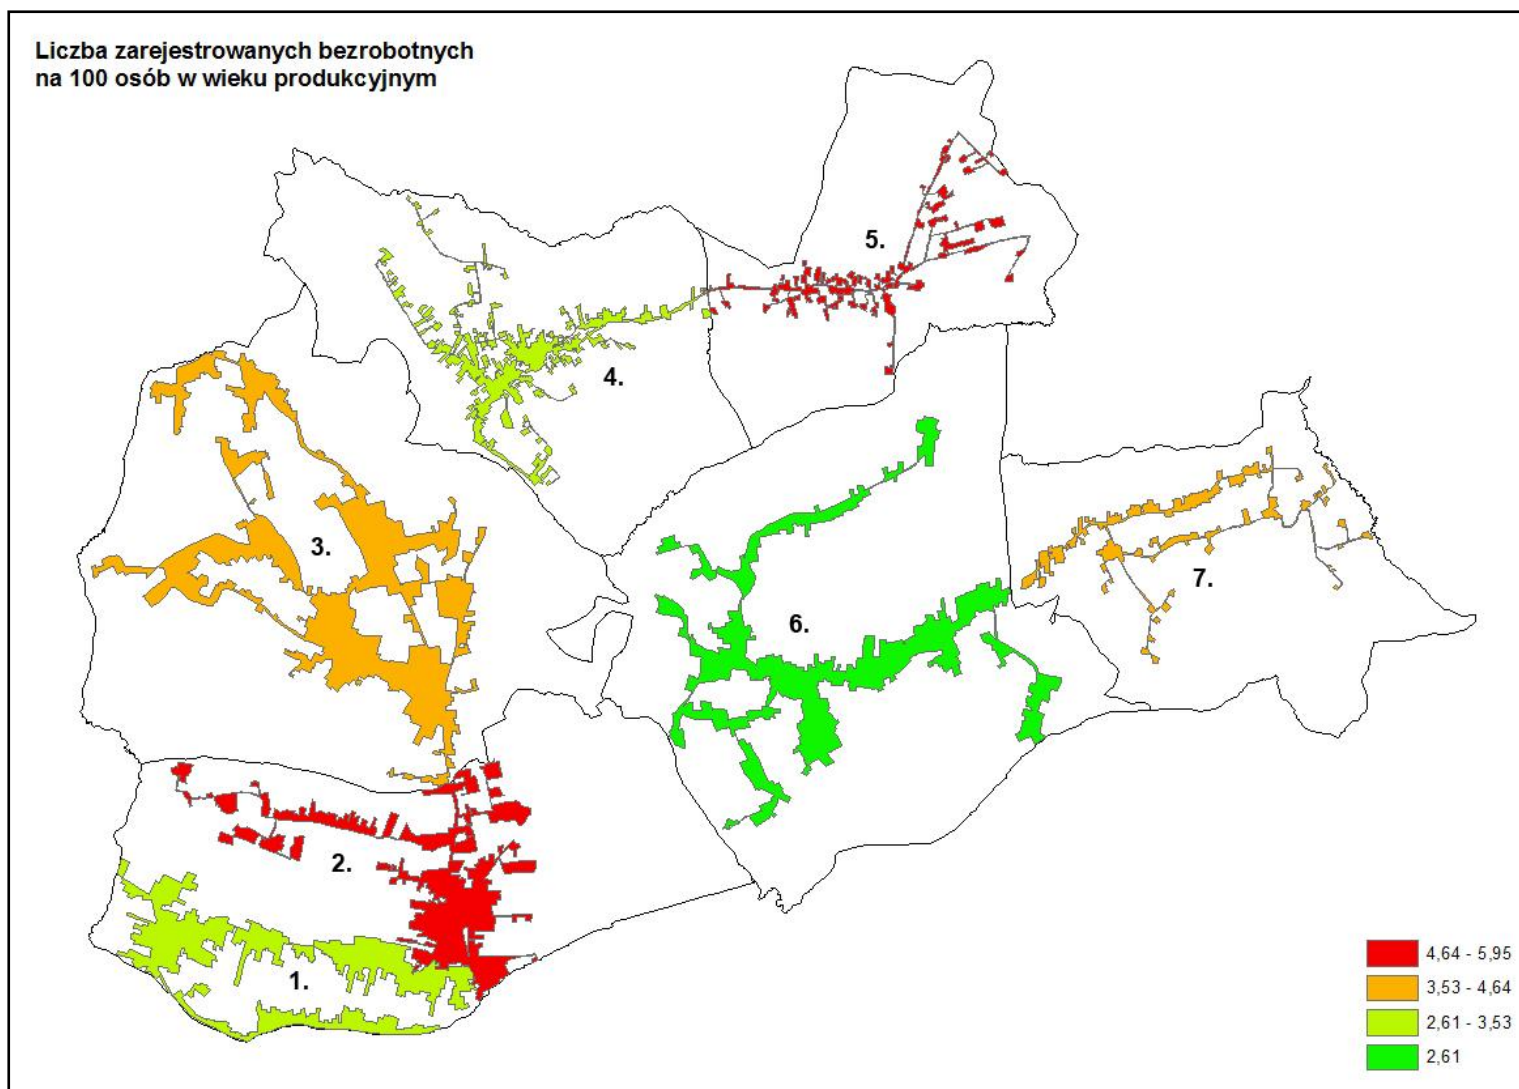 Liczba zarejestrowanych bezrobotnych
na 100 osób w wieku produkcyjnym
5.
4.
3.
7.
6.
2.
1.
4,64 - 5,95
3,53 - 4,64
2,61 - 3,53
2,61